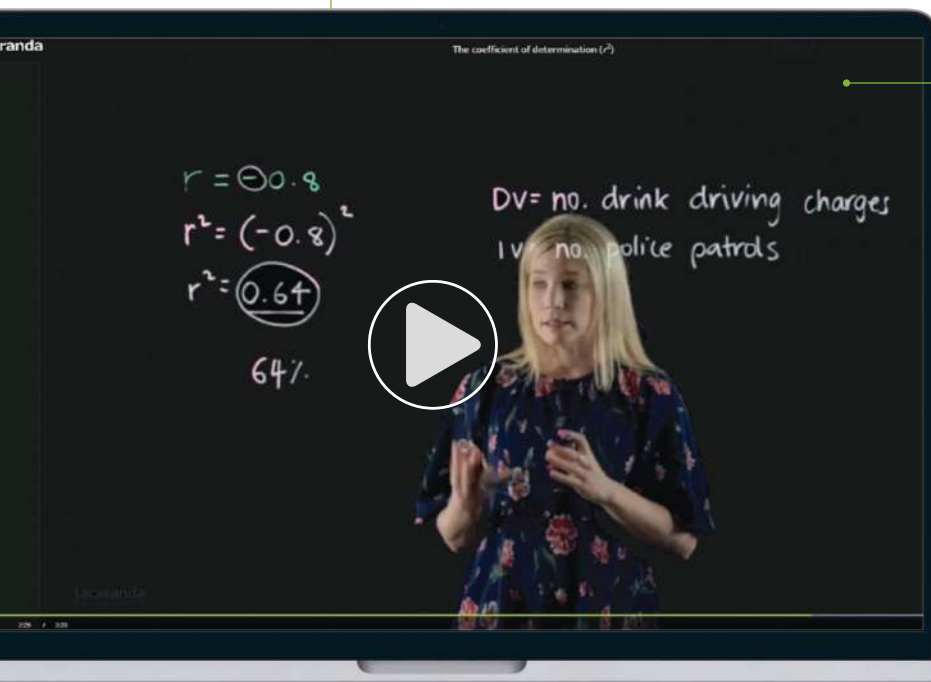 randa
The coefficient of determination (r²)
r = -0.8
r² = (-0.8)²
r² = 0.64
64%
DV = no. drink driving charges
IV = no. police patrols
jacaranda